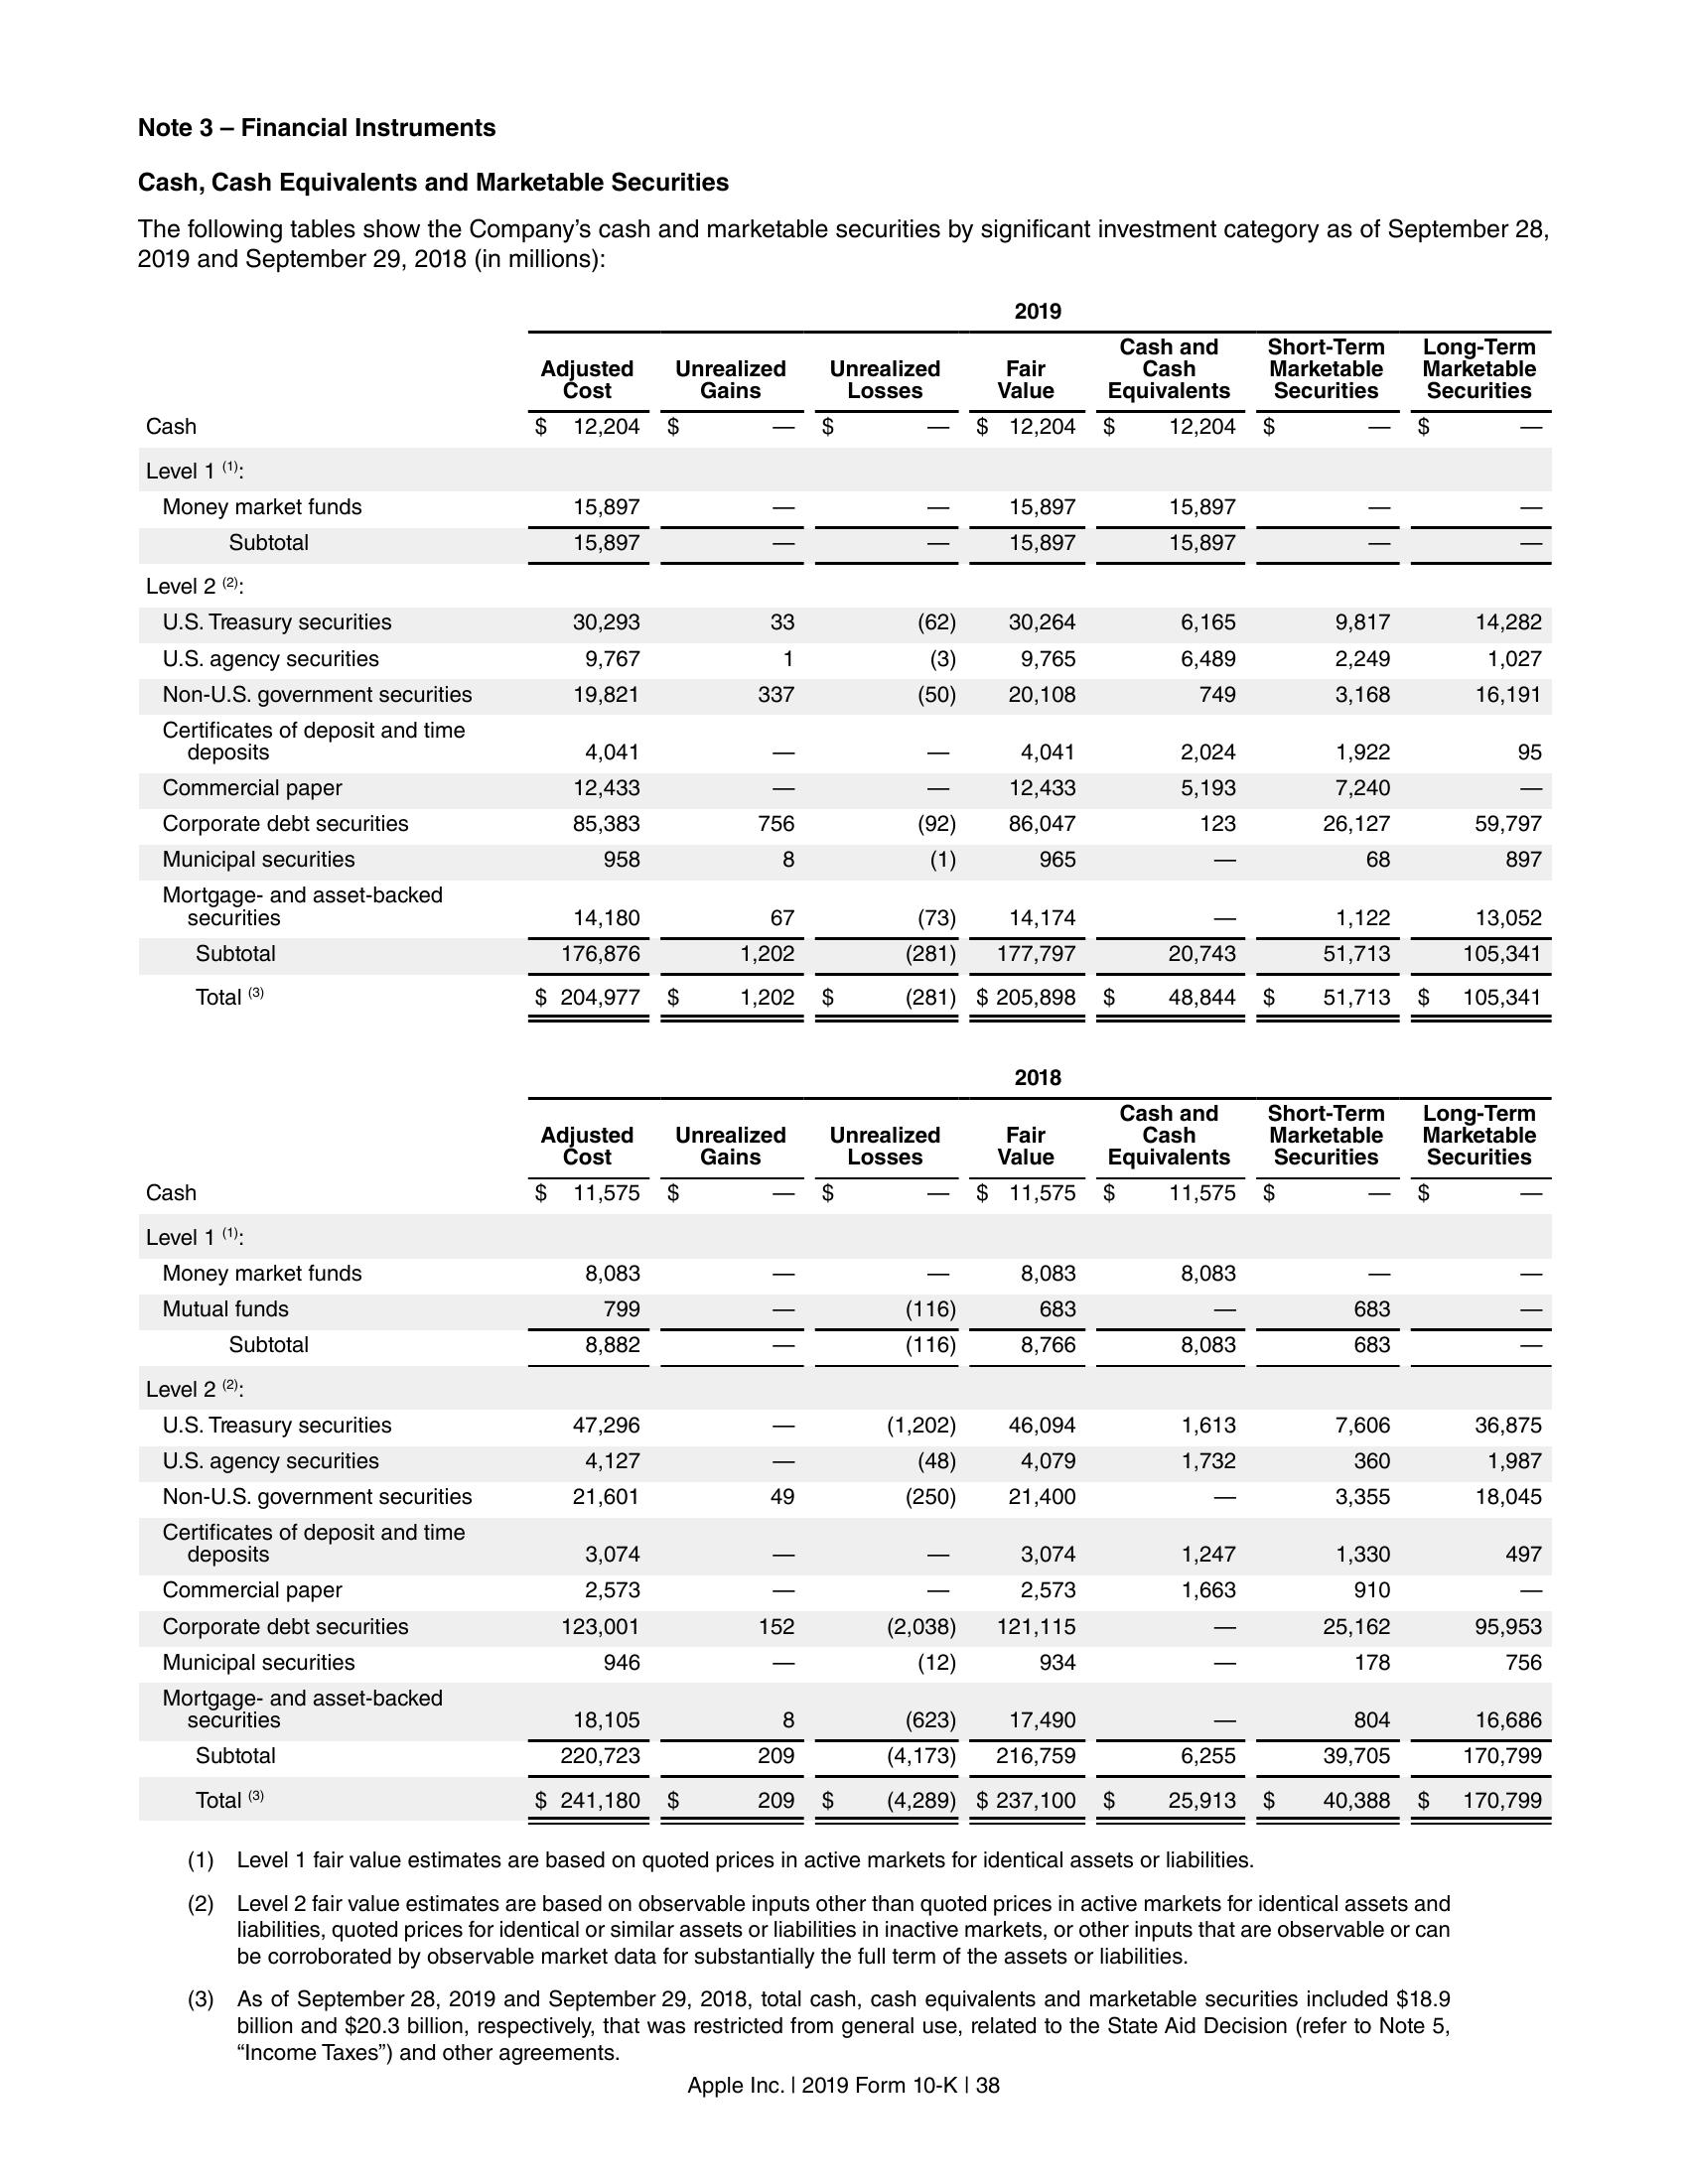 Note 3 – Financial Instruments
Cash, Cash Equivalents and Marketable Securities
The following tables show the Company’s cash and marketable securities by significant investment category as of September 28,
2019 and September 29, 2018 (in millions):
2019
Adjusted Cost Unrealized Gains Unrealized Losses Fair Value Cash and Cash Equivalents Short-Term Marketable Securities Long-Term Marketable Securities
Cash $ 12,204 $ — $ — $ 12,204 $ 12,204 $ — $ —
Level 1 (1):
Money market funds 15,897 — — 15,897 15,897 — —
Subtotal 15,897 — — 15,897 15,897 — —
Level 2 (2):
U.S. Treasury securities 30,293 33 (62) 30,264 6,165 9,817 14,282
U.S. agency securities 9,767 1 (3) 9,765 6,489 2,249 1,027
Non-U.S. government securities 19,821 337 (50) 20,108 749 3,168 16,191
Certificates of deposit and time
deposits 4,041 — — 4,041 2,024 1,922 95
Commercial paper 12,433 — — 12,433 5,193 7,240 —
Corporate debt securities 85,383 756 (92) 86,047 123 26,127 59,797
Municipal securities 958 8 (1) 965 — 68 897
Mortgage- and asset-backed
securities 14,180 67 (73) 14,174 — 1,122 13,052
Subtotal 176,876 1,202 (281) 177,797 20,743 51,713 105,341
Total (3) $ 204,977 $ 1,202 $ (281) $ 205,898 $ 48,844 $ 51,713 $ 105,341
2018
Adjusted Cost Unrealized Gains Unrealized Losses Fair Value Cash and Cash Equivalents Short-Term Marketable Securities Long-Term Marketable Securities
Cash $ 11,575 $ — $ — $ 11,575 $ 11,575 $ — $ —
Level 1 (1):
Money market funds 8,083 — — 8,083 8,083 — —
Mutual funds 799 — (116) 683 — 683 —
Subtotal 8,882 — (116) 8,766 8,083 683 —
Level 2 (2):
U.S. Treasury securities 47,296 — (1,202) 46,094 1,613 7,606 36,875
U.S. agency securities 4,127 — (48) 4,079 1,732 360 1,987
Non-U.S. government securities 21,601 49 (250) 21,400 — 3,355 18,045
Certificates of deposit and time
deposits 3,074 — — 3,074 1,247 1,330 497
Commercial paper 2,573 — — 2,573 1,663 910 —
Corporate debt securities 123,001 152 (2,038) 121,115 — 25,162 95,953
Municipal securities 946 — (12) 934 — 178 756
Mortgage- and asset-backed
securities 18,105 8 (623) 17,490 — 804 16,686
Subtotal 220,723 209 (4,173) 216,759 6,255 39,705 170,799
Total (3) $ 241,180 $ 209 $ (4,289) $ 237,100 $ 25,913 $ 40,388 $ 170,799
(1) Level 1 fair value estimates are based on quoted prices in active markets for identical assets or liabilities.
(2) Level 2 fair value estimates are based on observable inputs other than quoted prices in active markets for identical assets and
liabilities, quoted prices for identical or similar assets or liabilities in inactive markets, or other inputs that are observable or can
be corroborated by observable market data for substantially the full term of the assets or liabilities.
(3) As of September 28, 2019 and September 29, 2018, total cash, cash equivalents and marketable securities included $18.9
billion and $20.3 billion, respectively, that was restricted from general use, related to the State Aid Decision (refer to Note 5,
“Income Taxes”) and other agreements.
Apple Inc. | 2019 Form 10-K | 38